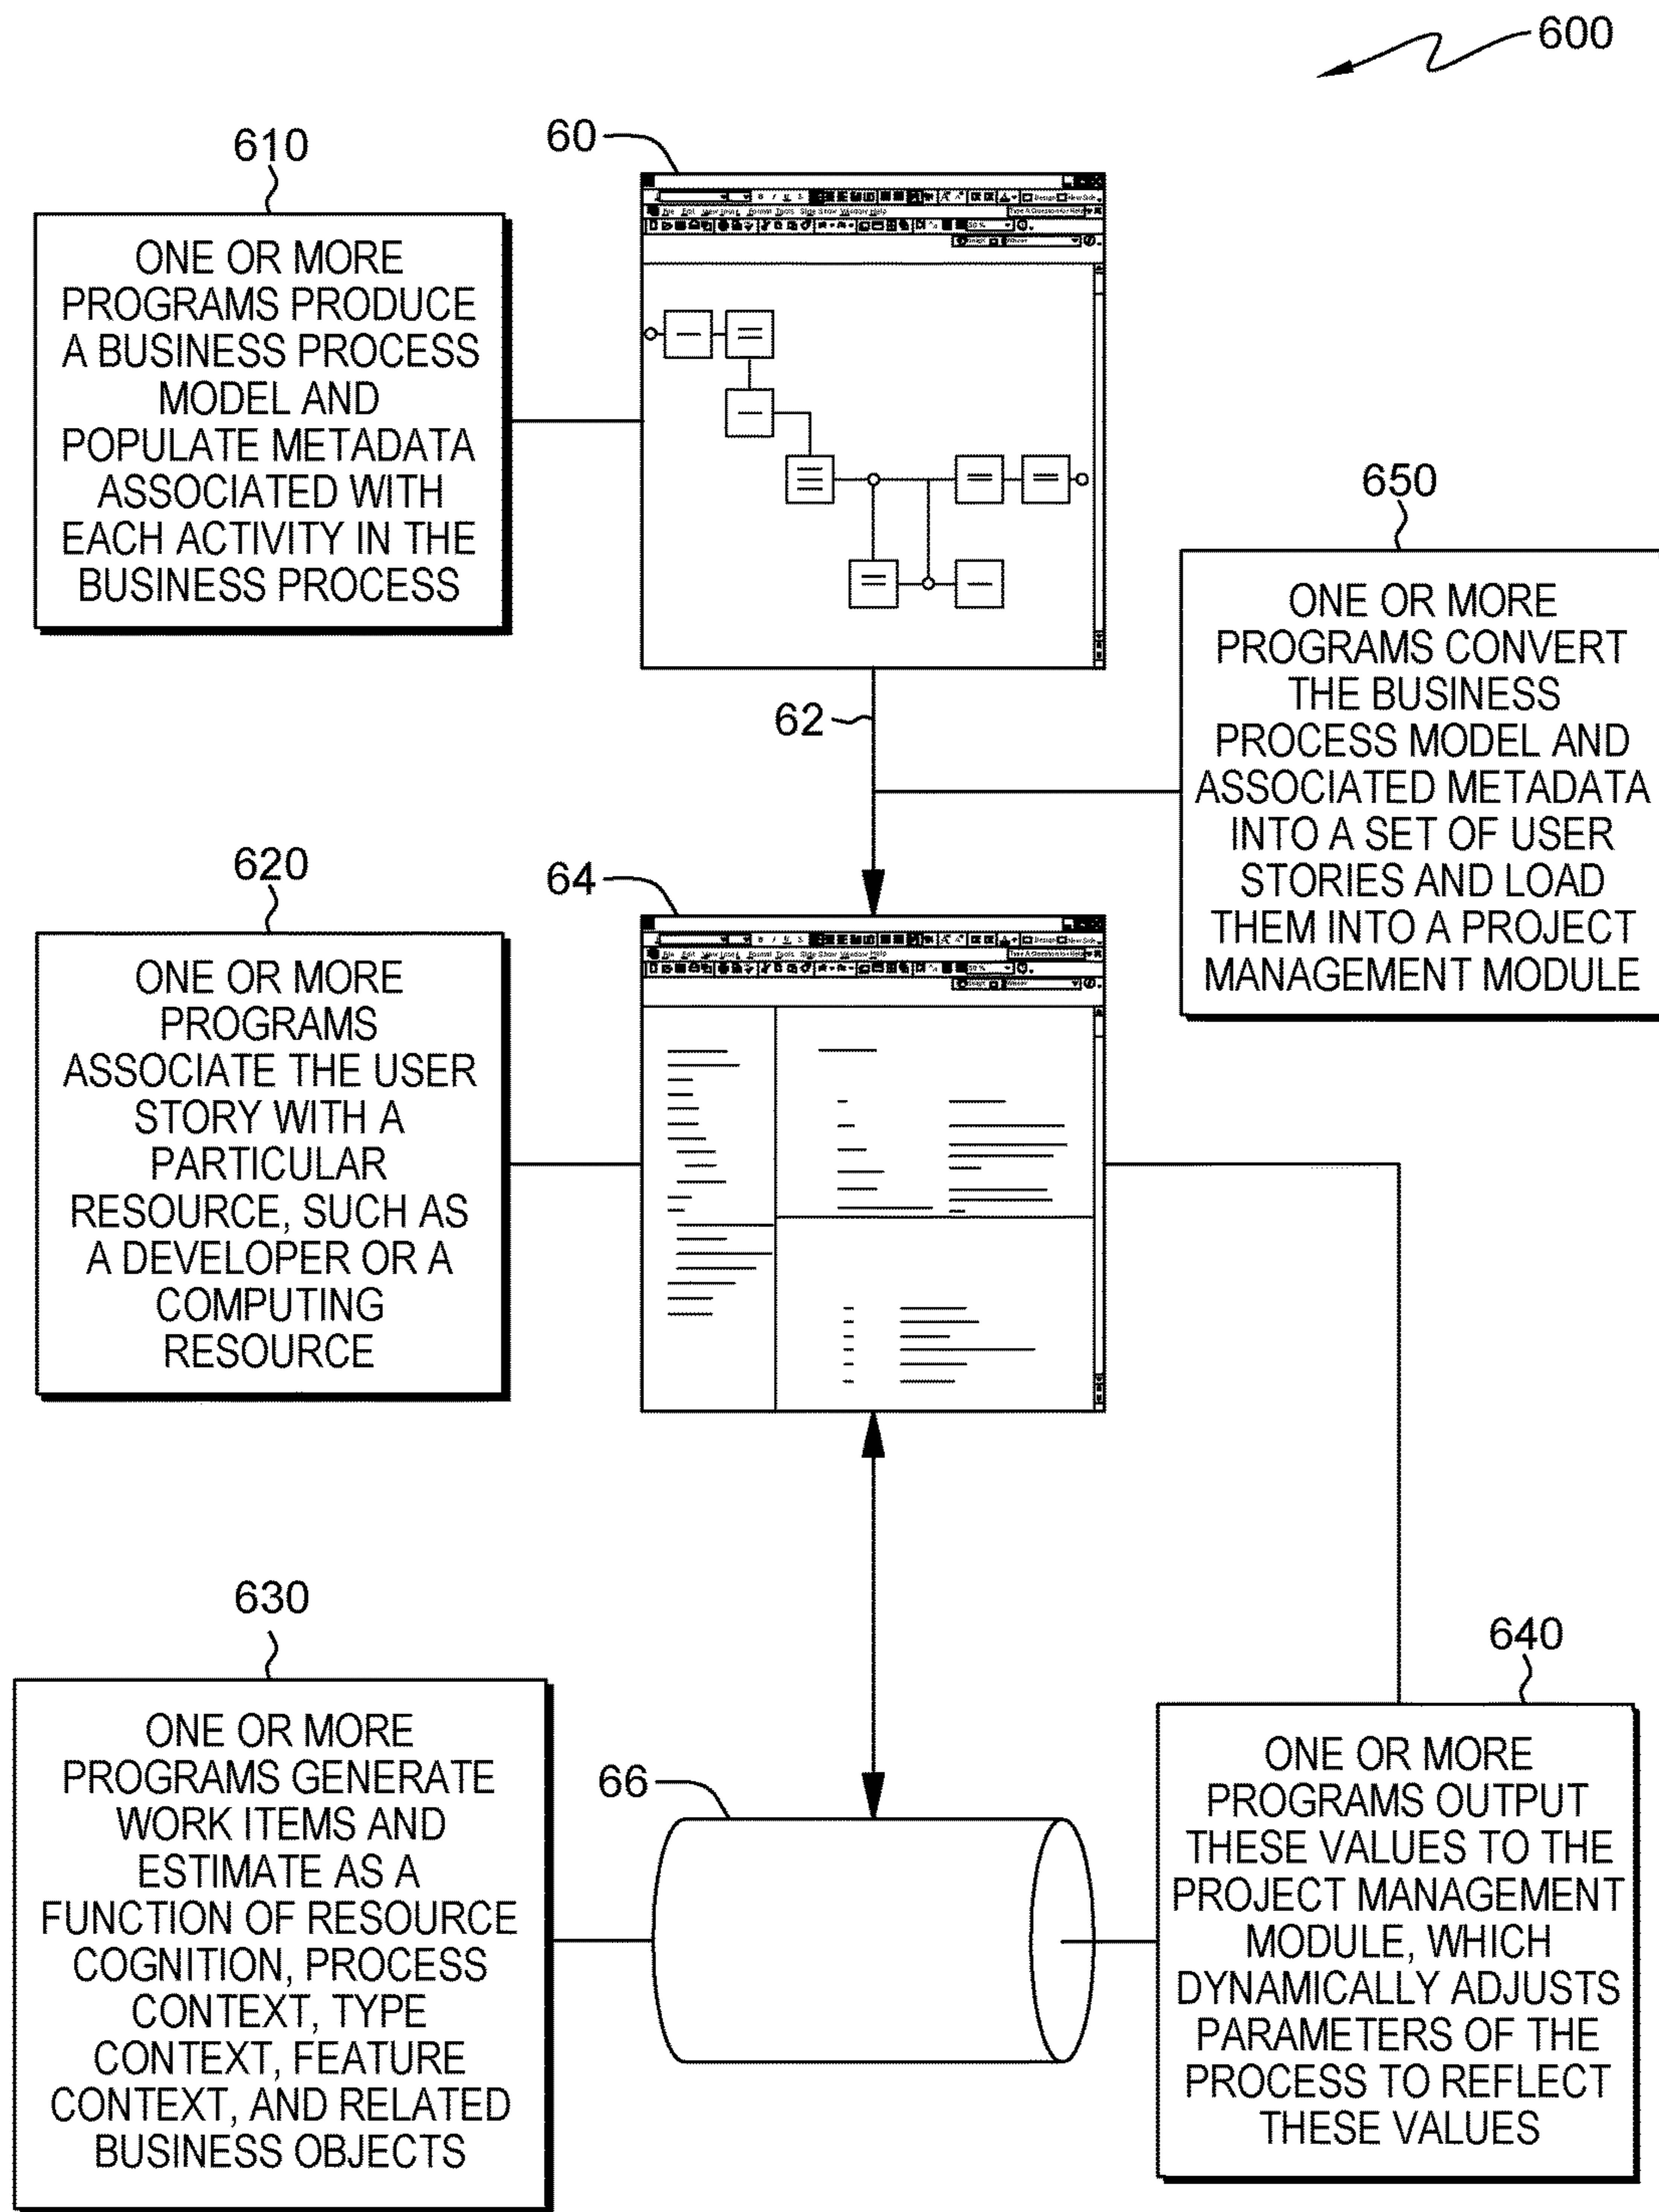 600
610
ONE OR MORE
PROGRAMS PRODUCE
A BUSINESS PROCESS
MODEL AND
POPULATE METADATA
ASSOCIATED WITH
EACH ACTIVITY IN THE
BUSINESS PROCESS
60
62
650
ONE OR MORE
PROGRAMS CONVERT
THE BUSINESS
PROCESS MODEL AND
ASSOCIATED METADATA
INTO A SET OF USER
STORIES AND LOAD
THEM INTO A PROJECT
MANAGEMENT MODULE
620
ONE OR MORE
PROGRAMS
ASSOCIATE THE USER
STORY WITH A
PARTICULAR
RESOURCE, SUCH AS
A DEVELOPER OR A
COMPUTING
RESOURCE
64
630
ONE OR MORE
PROGRAMS GENERATE
WORK ITEMS AND
ESTIMATE AS A
FUNCTION OF RESOURCE
COGNITION, PROCESS
CONTEXT, TYPE
CONTEXT, FEATURE
CONTEXT, AND RELATED
BUSINESS OBJECTS
66
640
ONE OR MORE
PROGRAMS OUTPUT
THESE VALUES TO THE
PROJECT MANAGEMENT
MODULE, WHICH
DYNAMICALLY ADJUSTS
PARAMETERS OF THE
PROCESS TO REFLECT
THESE VALUES